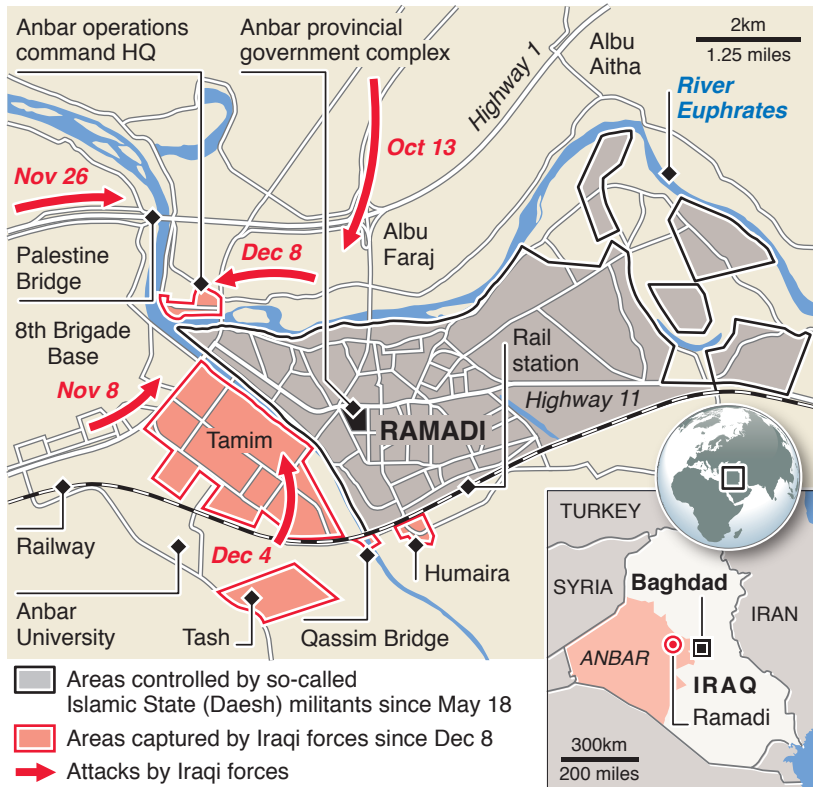 Anbar operations
command HQ
Anbar provincial
government complex
Highway 1
Albu
Aitha
2km
1.25 miles
River
Euphrates
Oct 13
Nov 26
Palestine
Bridge
Dec 8
Albu
Faraj
8th Brigade
Base
Nov 8
Rail
station
Highway 11
Tamim
RAMADI
Railway
Dec 4
Humaira
Anbar
University
Tash
Qassim Bridge
TURKEY
SYRIA
Baghdad
IRAN
ANBAR
IRAQ
Ramadi
300km
200 miles
Areas controlled by so-called
Islamic State (Daesh) militants since May 18
Areas captured by Iraqi forces since Dec 8
Attacks by Iraqi forces